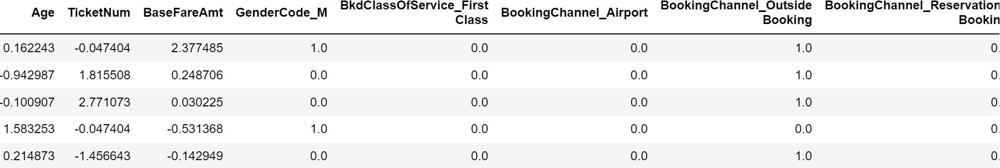 Age TicketNum BaseFareAmt GenderCode_M BkdClassOfService_First Class BookingChannel_Airport BookingChannel_Outside Booking BookingChannel_Reservation Bookin
0.162243 -0.047404 2.377485 1.0 0.0 0.0 1.0 0.
-0.942987 1.815508 0.248706 0.0 0.0 0.0 1.0 0.
-0.100907 2.771073 0.030225 0.0 0.0 0.0 1.0 0.
1.583253 -0.047404 -0.531368 1.0 0.0 0.0 0.0 0.
0.214873 -1.456643 -0.142949 0.0 0.0 0.0 1.0 0.